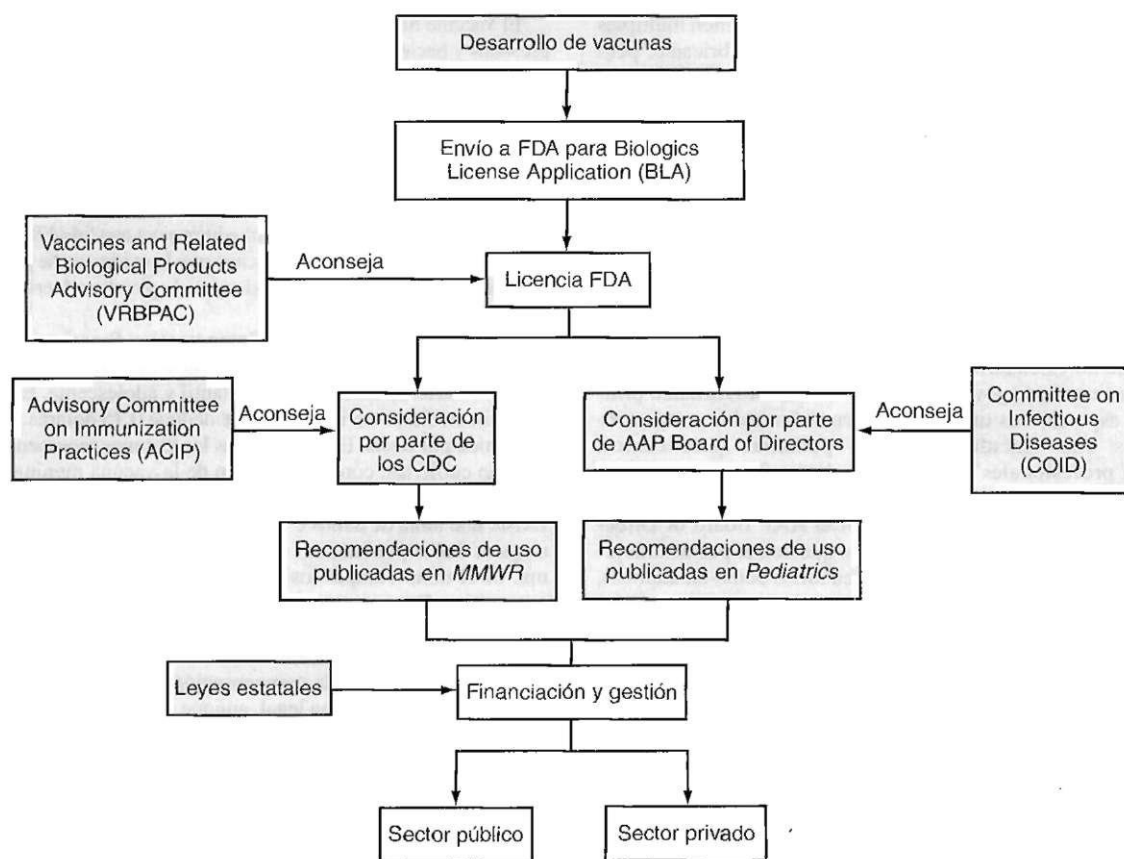 Desarrollo de vacunas
Envío a FDA para Biologics
License Application (BLA)
Vaccines and Related
Biological Products
Advisory Committee
(VRBPAC)
Aconseja
Licencia FDA
Advisory Committee
on Immunization
Practices (ACIP)
Aconseja
Consideración
por parte de
los CDC
Consideración por parte
de AAP Board of Directors
Aconseja
Committee on
Infectious
Diseases
(COID)
Recomendaciones de uso
publicadas en MMWR
Recomendaciones de uso
publicadas en Pediatrics
Leyes estatales
Financiación y gestión
Sector público
Sector privado